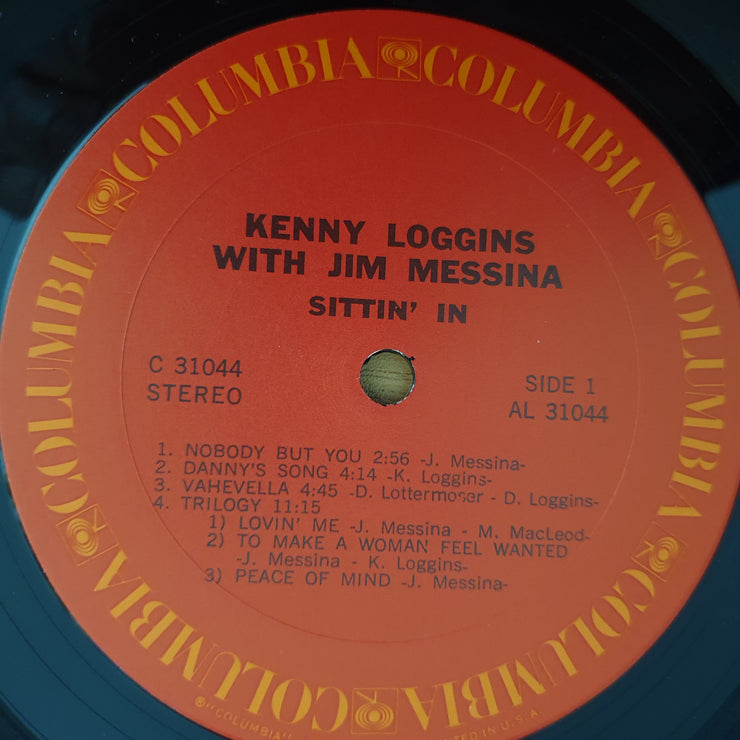 COLUMBIA COLUMBIA COLUMBIA COLUMBIA COLUMBIA COLUMBIA
KENNY LOGGINS
WITH JIM MESSINA
SITTIN' IN
C 31044
STEREO
SIDE 1
AL 31044
1. NOBODY BUT YOU 2:56 -J. Messina-
2. DANNY'S SONG 4:14 -K. Loggins-
3. VAHEVELLA 4:45 -D. Lottermoser - D. Loggins-
4. TRILOGY 11:15
1) LOVIN' ME -J. Messina - M. MacLeod-
2) TO MAKE A WOMAN FEEL WANTED
-J. Messina - K. Loggins-
3) PEACE OF MIND -J. Messina-
®"COLUMBIA"
IN U.S.A.